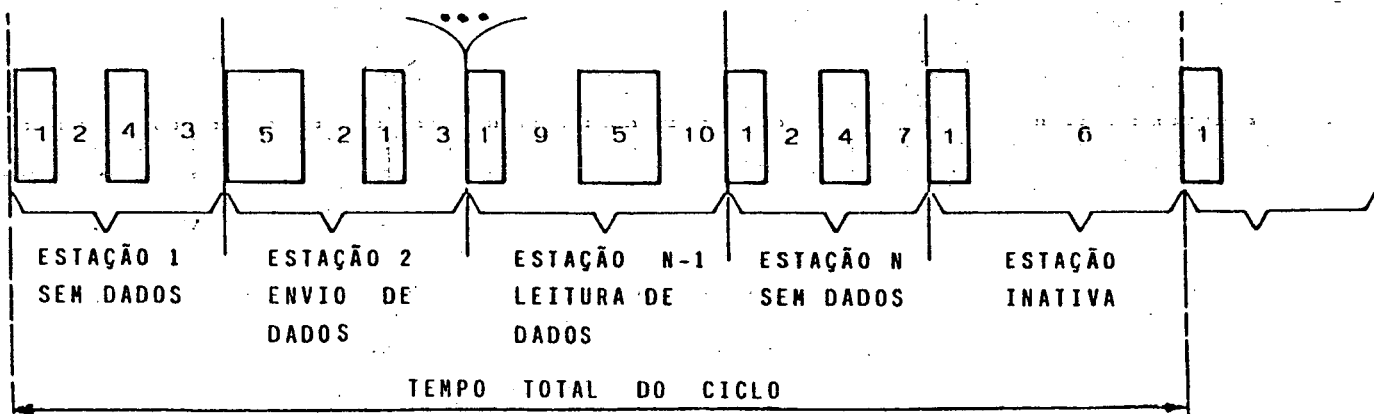 ...
1 2 4 3 5 2 1 3 1 9 5 10 1 2 4 7 1 6 1
ESTAÇÃO 1
SEM DADOS
ESTAÇÃO 2
ENVIO DE
DADOS
ESTAÇÃO N-1
LEITURA DE
DADOS
ESTAÇÃO N
SEM DADOS
ESTAÇÃO
INATIVA
TEMPO TOTAL DO CICLO